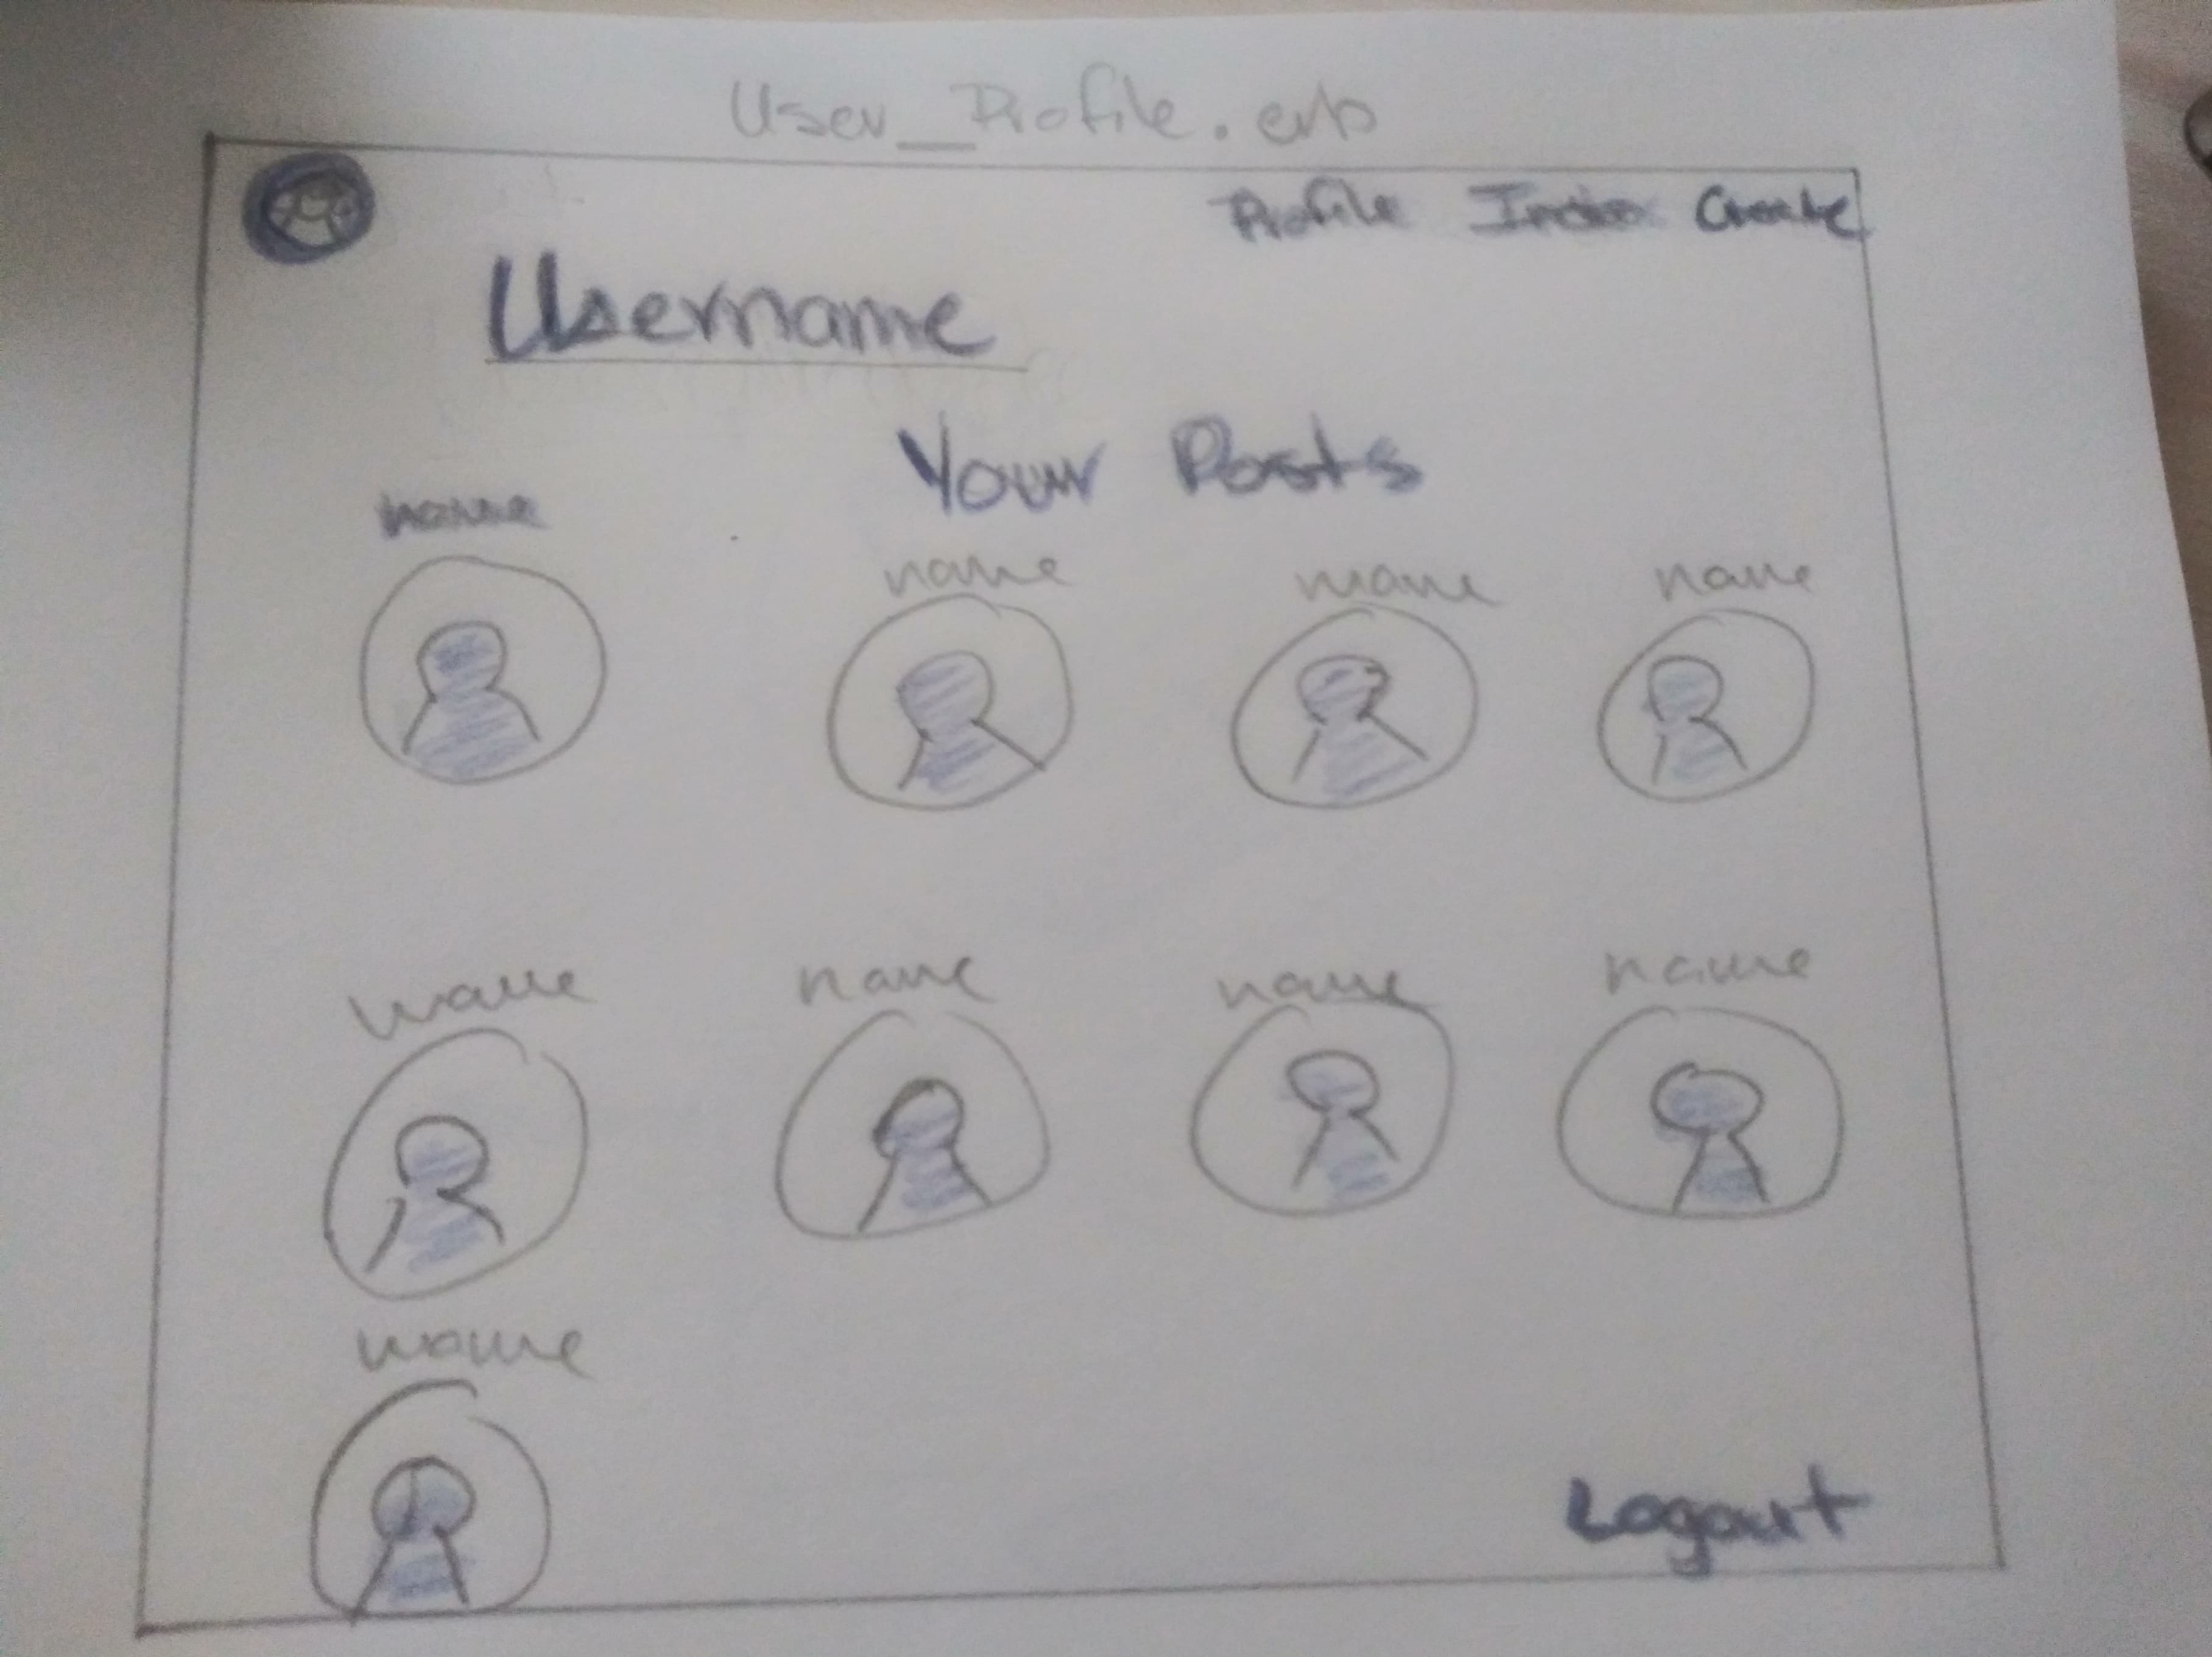 User_Profile.erb
Profile Index Create
Username
Your Posts
name
name name name
name name name name
name
Logout